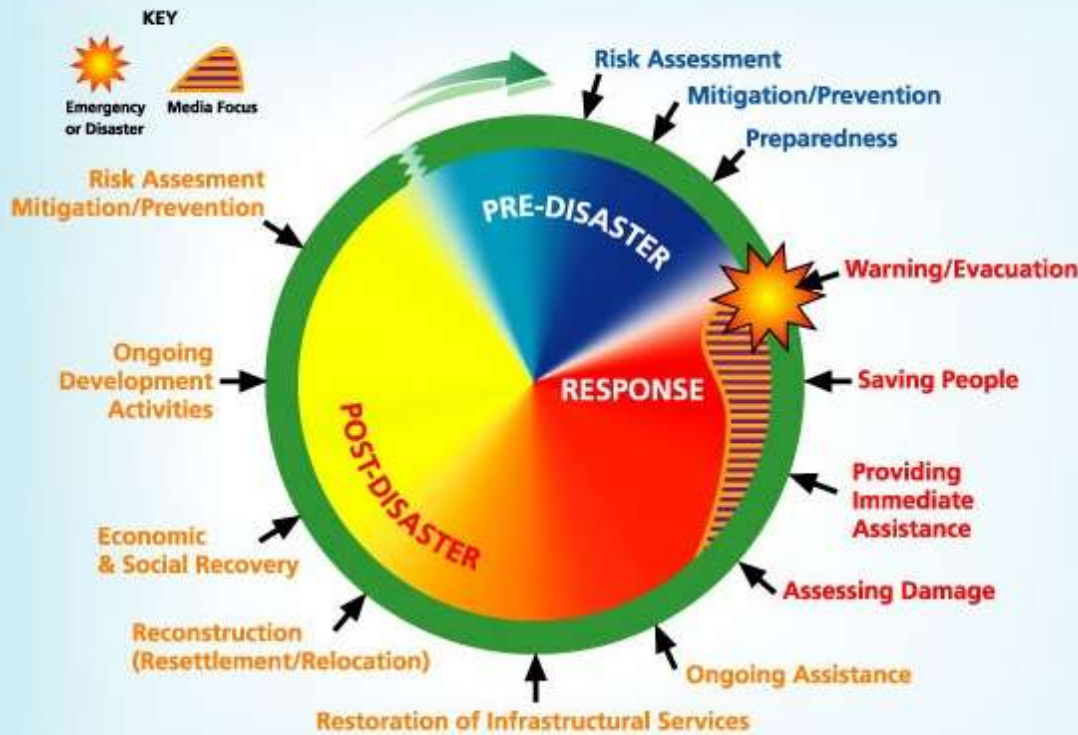 KEY
Emergency
or Disaster
Media Focus
Risk Assessment
Mitigation/Prevention
Preparedness
Warning/Evacuation
Saving People
Providing
Immediate
Assistance
Assessing Damage
Ongoing Assistance
Restoration of Infrastructural Services
Reconstruction
(Resettlement/Relocation)
Economic
& Social Recovery
Ongoing
Development
Activities
Risk Assesment
Mitigation/Prevention
PRE-DISASTER
RESPONSE
POST-DISASTER